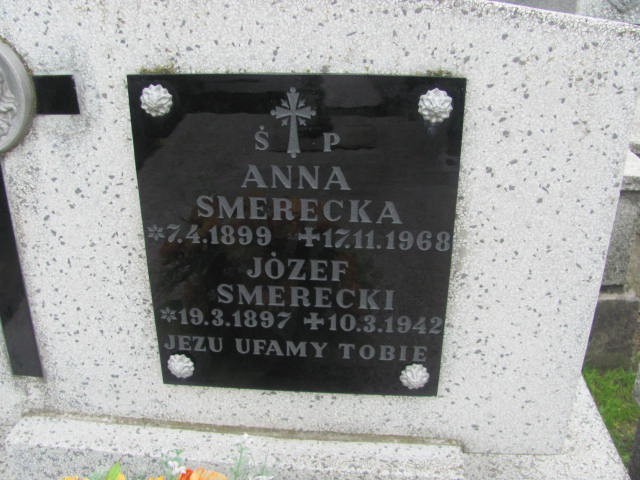 Ś P
ANNA
SMERECKA
*7.4.1899 +17.11.1968
JÓZEF
SMERECKI
*19.3.1897 +10.3.1942
JEZU UFAMY TOBIE